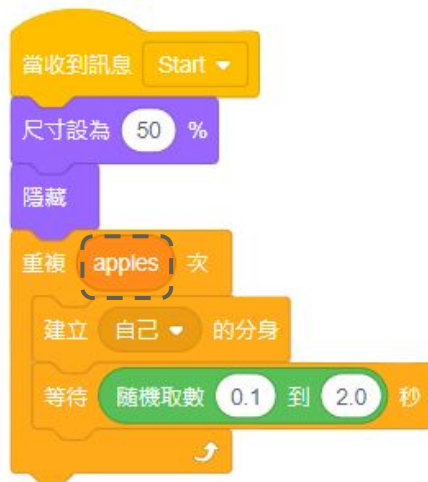 當收到訊息 Start
尺寸設為 50 %
隱藏
重複 apples 次
建立 自己 的分身
等待 隨機取數 0.1 到 2.0 秒